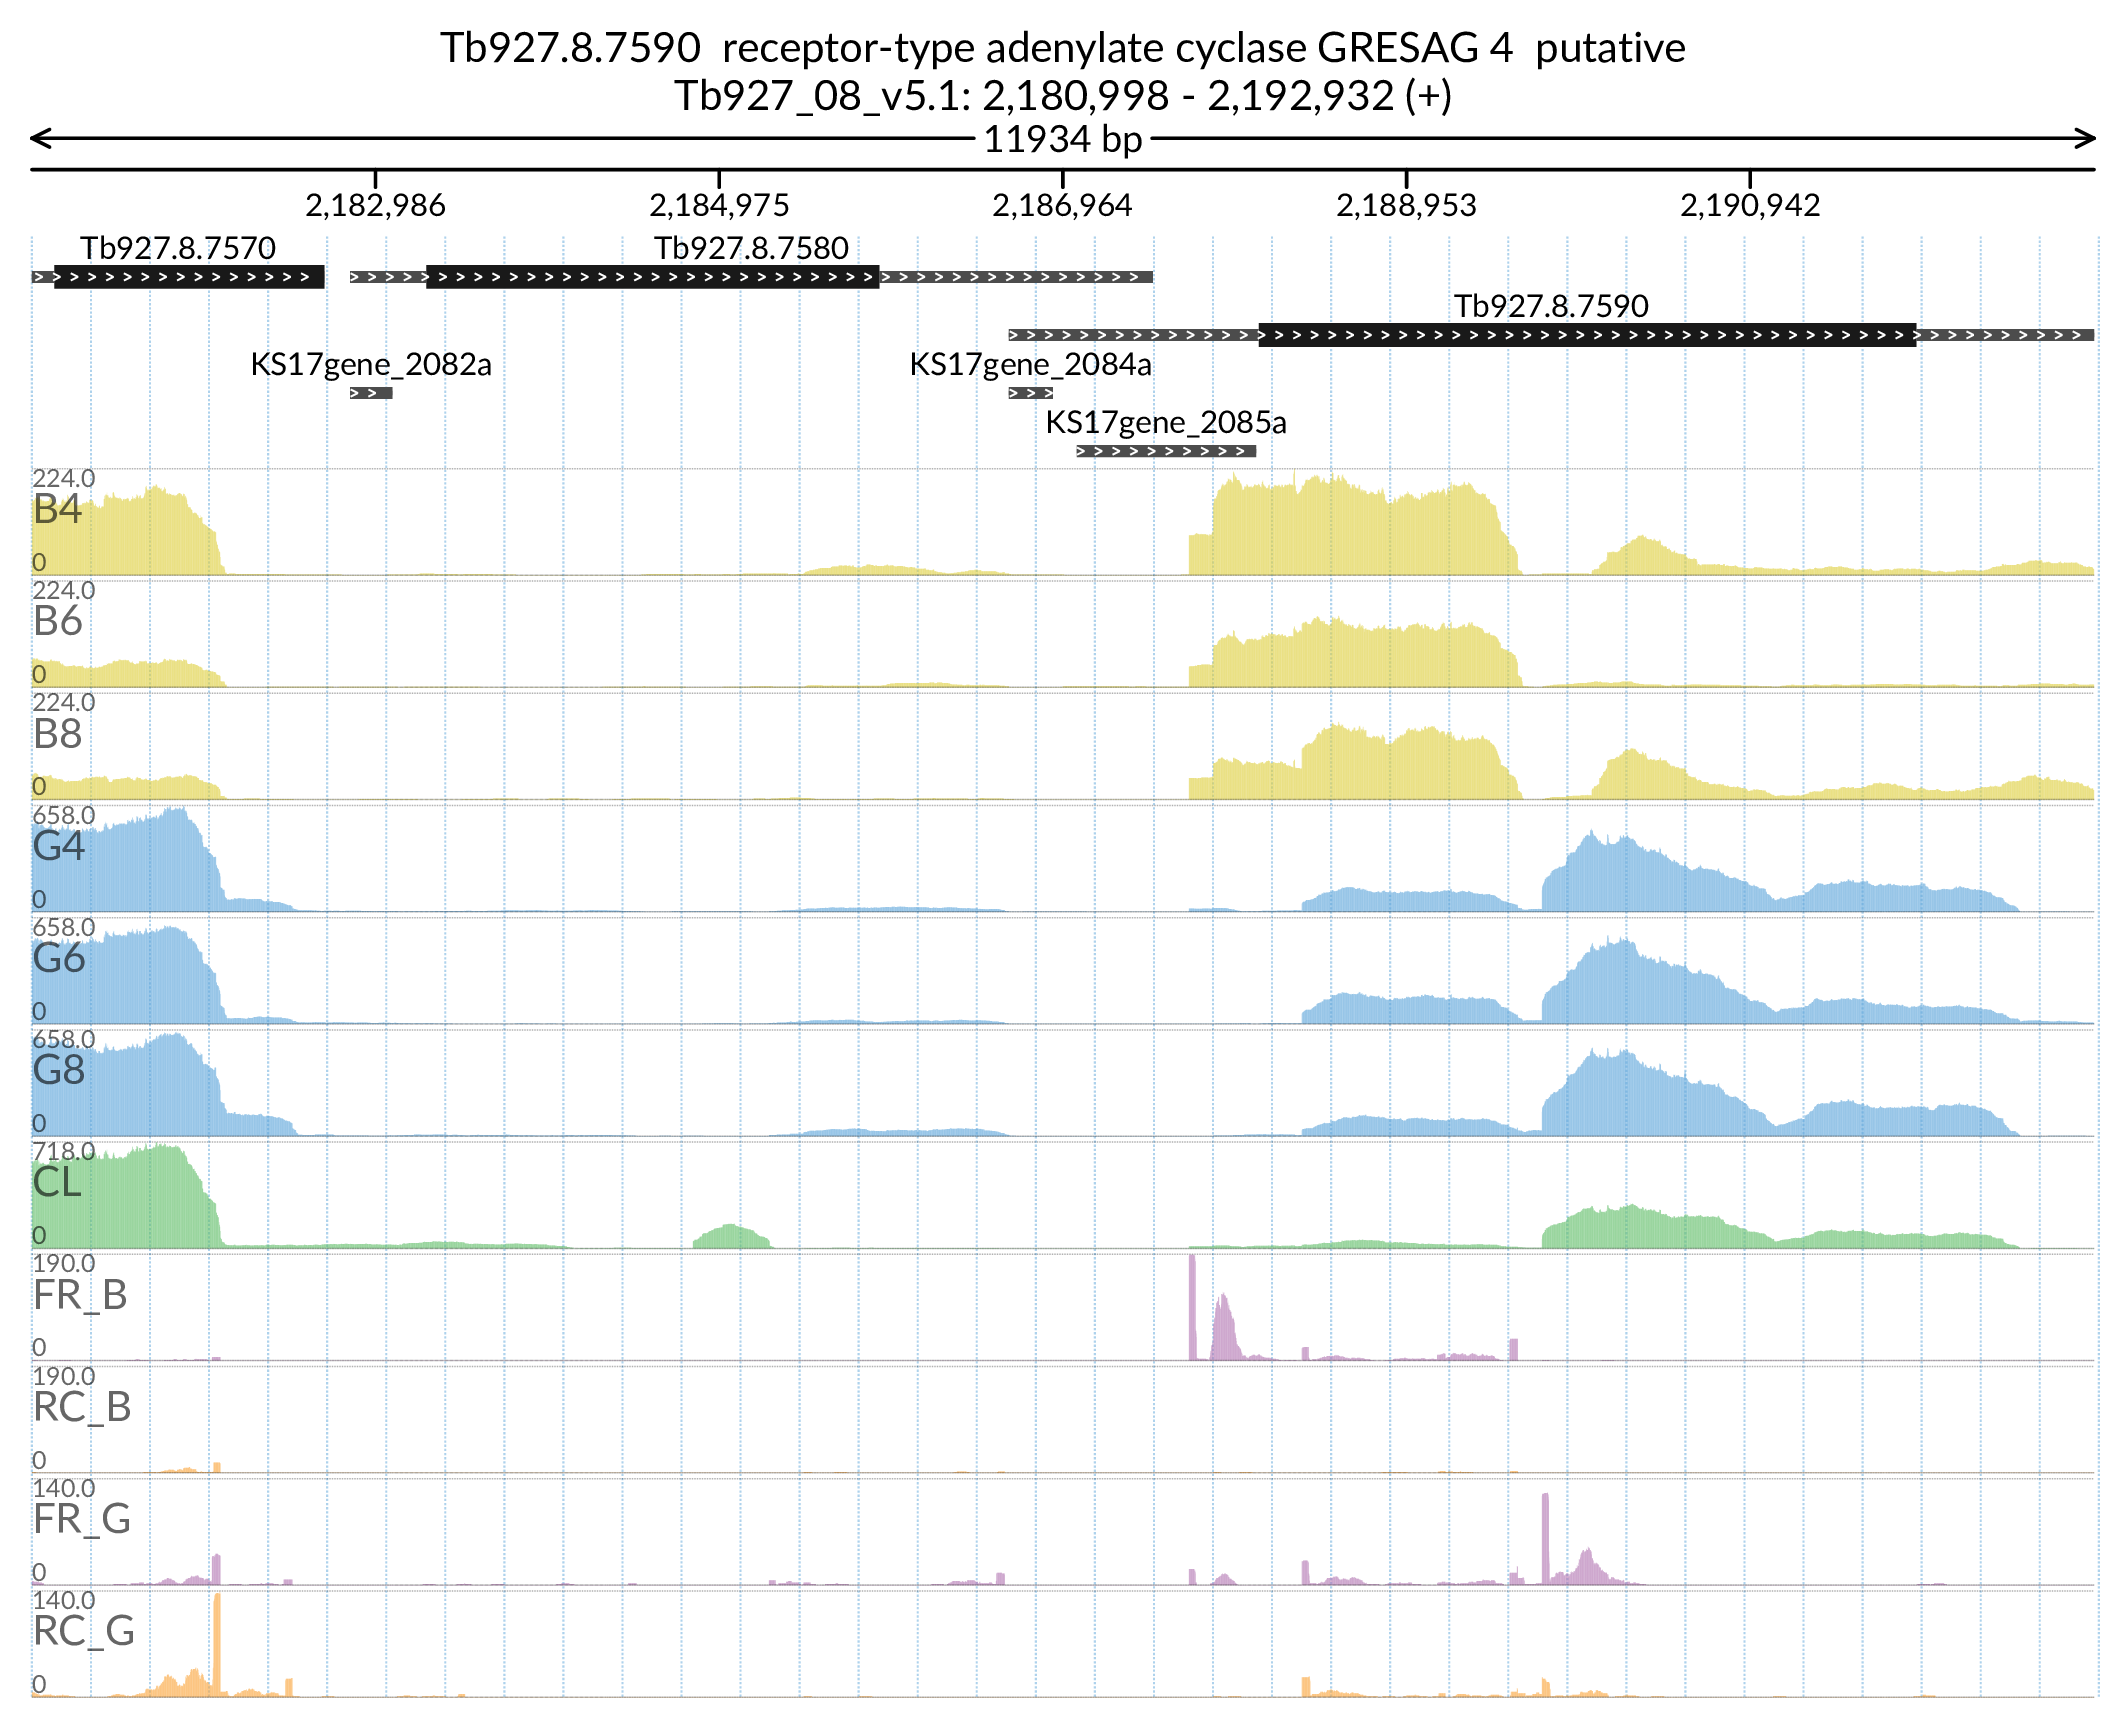 Tb927.8.7590  receptor-type adenylate cyclase GRESAG 4  putative
Tb927_08_v5.1: 2,180,998 - 2,192,932 (+)
11934 bp
2,182,986 2,184,975 2,186,964 2,188,953 2,190,942
Tb927.8.7570 Tb927.8.7580
Tb927.8.7590
KS17gene_2082a KS17gene_2084a
KS17gene_2085a
224.0
B4
0
224.0
B6
0
224.0
B8
0
658.0
G4
0
658.0
G6
0
658.0
G8
0
718.0
CL
0
190.0
FR_B
0
190.0
RC_B
0
140.0
FR_G
0
140.0
RC_G
0